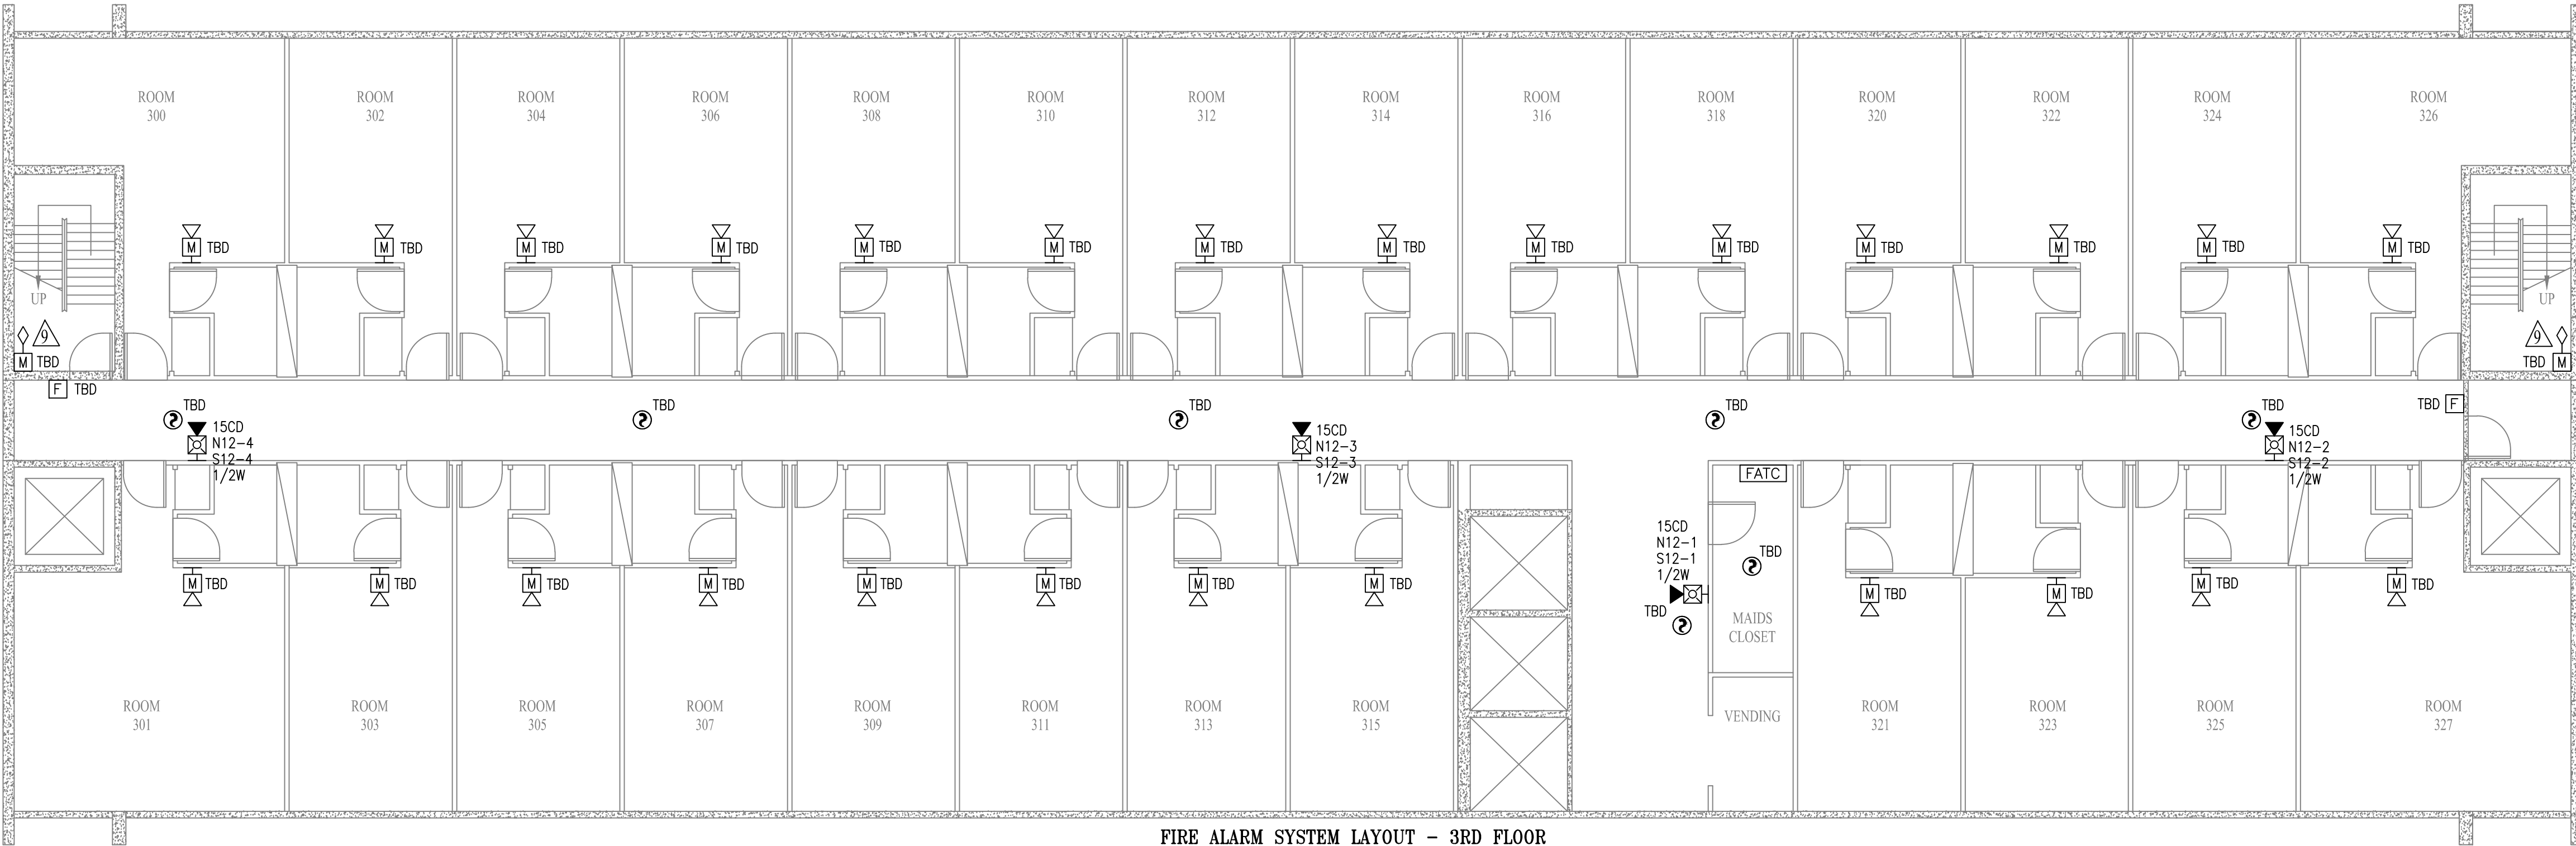 ROOM
300
ROOM
302
ROOM
304
ROOM
306
ROOM
308
ROOM
310
ROOM
312
ROOM
314
ROOM
316
ROOM
318
ROOM
320
ROOM
322
ROOM
324
ROOM
326
M TBD
M TBD
M TBD
M TBD
M TBD
M TBD
M TBD
M TBD
M TBD
M TBD
M TBD
M TBD
M TBD
M TBD
UP
UP
9
M TBD
9
TBD M
F TBD
TBD F
TBD
TBD
TBD
TBD
TBD
15CD
N12-4
S12-4
1/2W
15CD
N12-3
S12-3
1/2W
15CD
N12-2
S12-2
1/2W
FATC
15CD
N12-1
S12-1
1/2W
TBD
TBD
M TBD
M TBD
M TBD
M TBD
M TBD
M TBD
M TBD
M TBD
M TBD
M TBD
M TBD
M TBD
MAIDS
CLOSET
VENDING
ROOM
301
ROOM
303
ROOM
305
ROOM
307
ROOM
309
ROOM
311
ROOM
313
ROOM
315
ROOM
321
ROOM
323
ROOM
325
ROOM
327
FIRE ALARM SYSTEM LAYOUT - 3RD FLOOR